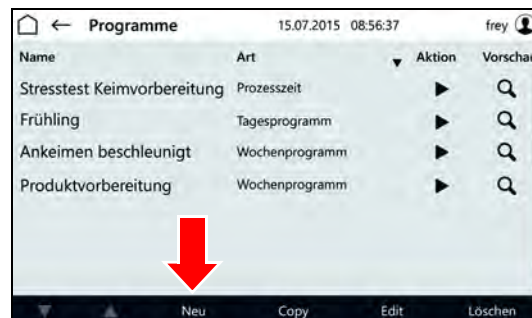 Programme 15.07.2015 08:56:37 frey
Name Art Aktion Vorschau
Stresstest Keimvorbereitung Prozesszeit
Frühling Tagesprogramm
Ankeimen beschleunigt Wochenprogramm
Produktvorbereitung Wochenprogramm
Neu Copy Edit Löschen